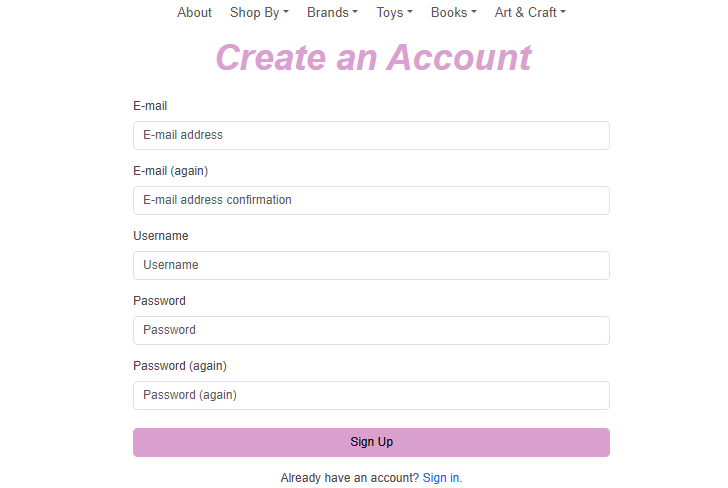 About Shop By Brands Toys Books Art & Craft
Create an Account
E-mail
E-mail address
E-mail (again)
E-mail address confirmation
Username
Username
Password
Password
Password (again)
Password (again)
Sign Up
Already have an account? Sign in.